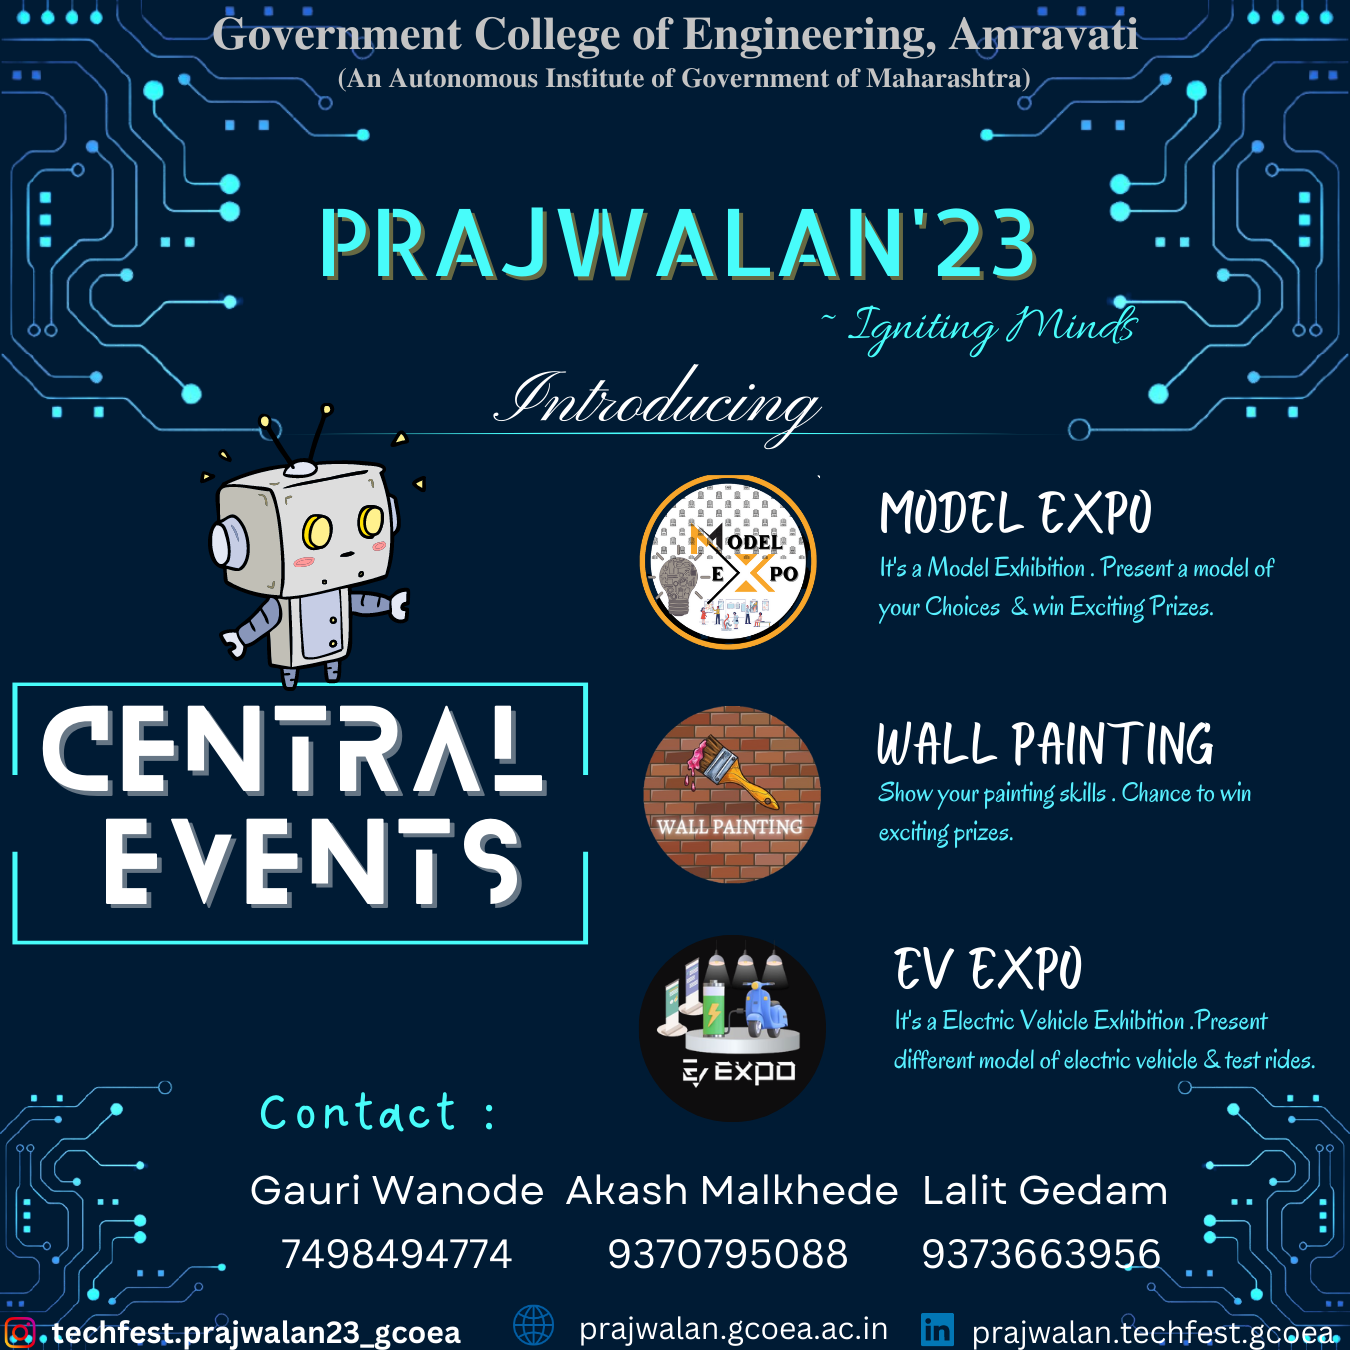 Government College of Engineering, Amravati
(An Autonomous Institute of Government of Maharashtra)
PRAJWALAN'23
~ Igniting Minds
Introducing
MODEL
EXPO
MODEL EXPO
It's a Model Exhibition . Present a model of
your Choices & win Exciting Prizes.
CENTRAL
EVENTS
WALL PAINTING
WALL PAINTING
Show your painting skills . Chance to win
exciting prizes.
EV EXPO
EV EXPO
It's a Electric Vehicle Exhibition .Present
different model of electric vehicle & test rides.
Contact :
Gauri Wanode Akash Malkhede Lalit Gedam
7498494774 9370795088 9373663956
techfest.prajwalan23_gcoea prajwalan.gcoea.ac.in in prajwalan.techfest.gcoea